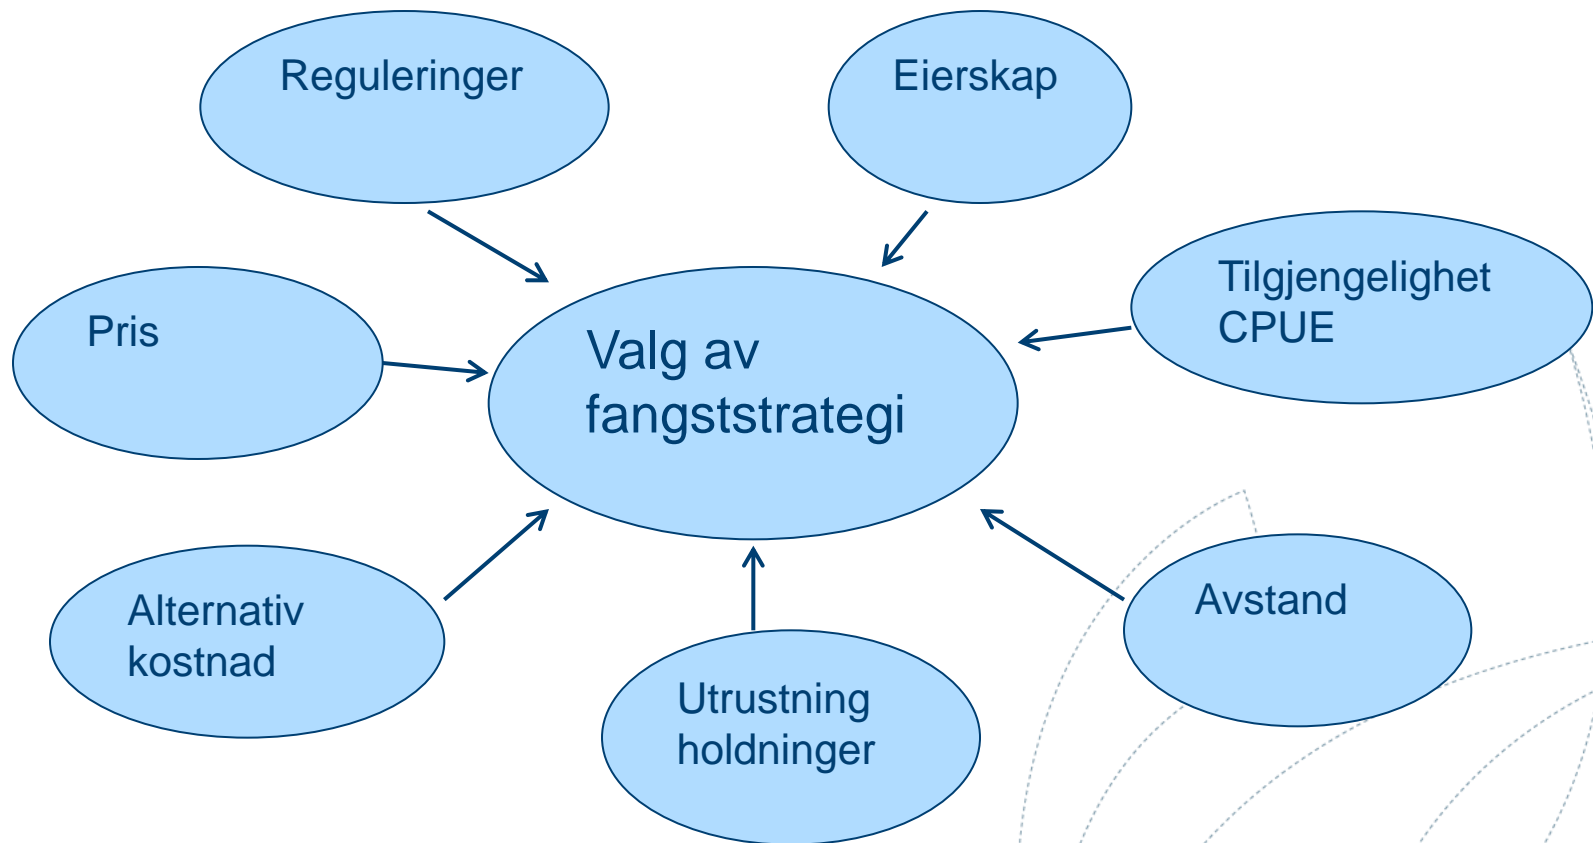 Reguleringer
Eierskap
Tilgjengelighet
CPUE
Pris
Valg av
fangststrategi
Alternativ
kostnad
Avstand
Utrustning
holdninger